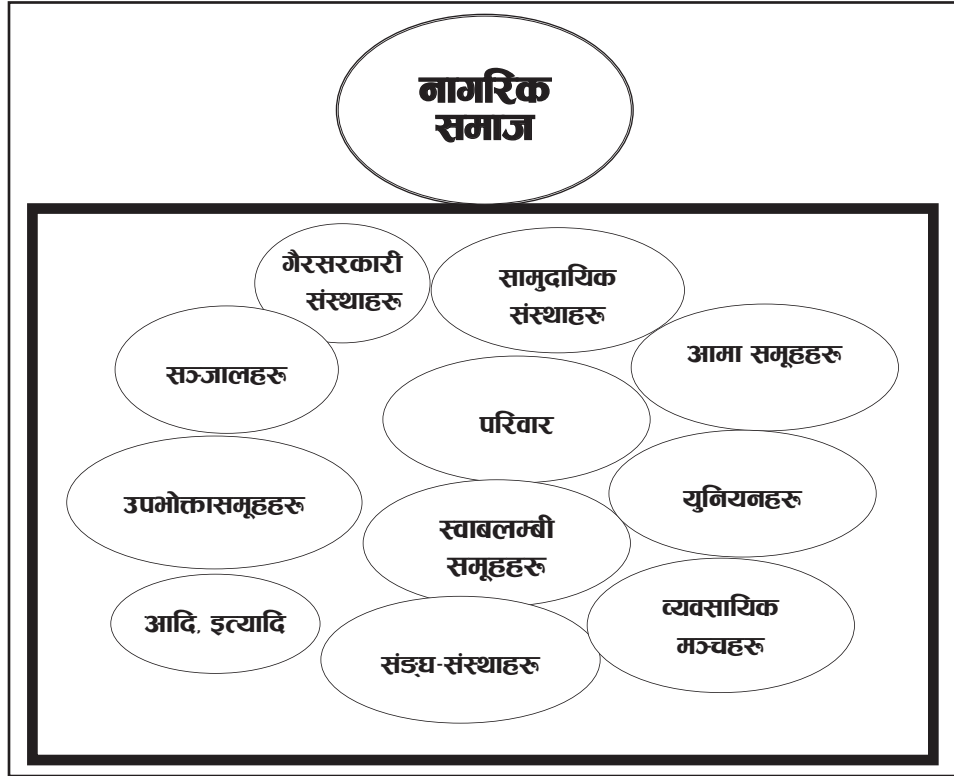 नागरिक
समाज
गैरसरकारी
संस्थाहरू
सामुदायिक
संस्थाहरू
आमा समूहहरू
सञ्जालहरू
परिवार
उपभोक्तासमूहहरू
युनियनहरू
स्वाबलम्बी
समूहहरू
आदि, इत्यादि
व्यवसायिक
मञ्चहरू
संङ्घ-संस्थाहरू